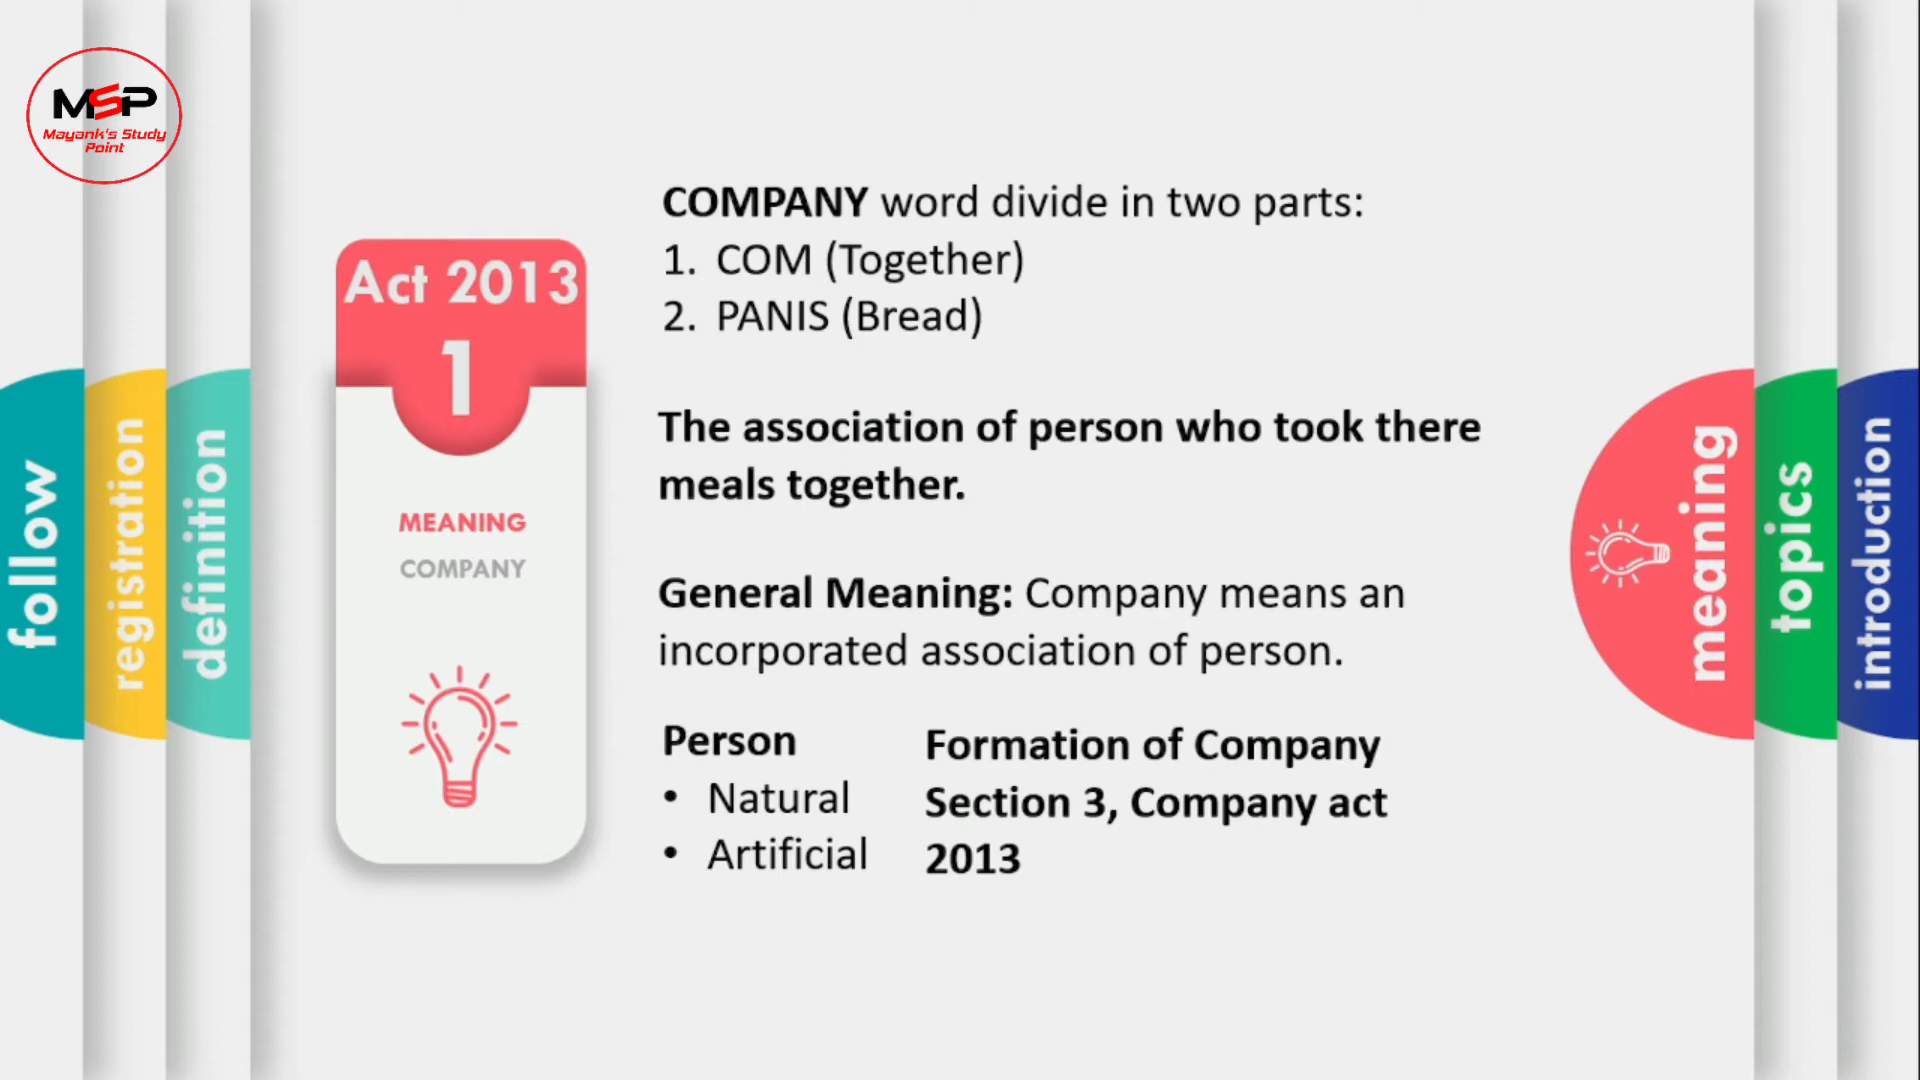 MSP
Mayank's Study
Point
follow
registration
definition
Act 2013
1
MEANING
COMPANY
COMPANY word divide in two parts:
1. COM (Together)
2. PANIS (Bread)
The association of person who took there
meals together.
General Meaning: Company means an
incorporated association of person.
Person
• Natural
• Artificial
Formation of Company
Section 3, Company act
2013
meaning
topics
introduction